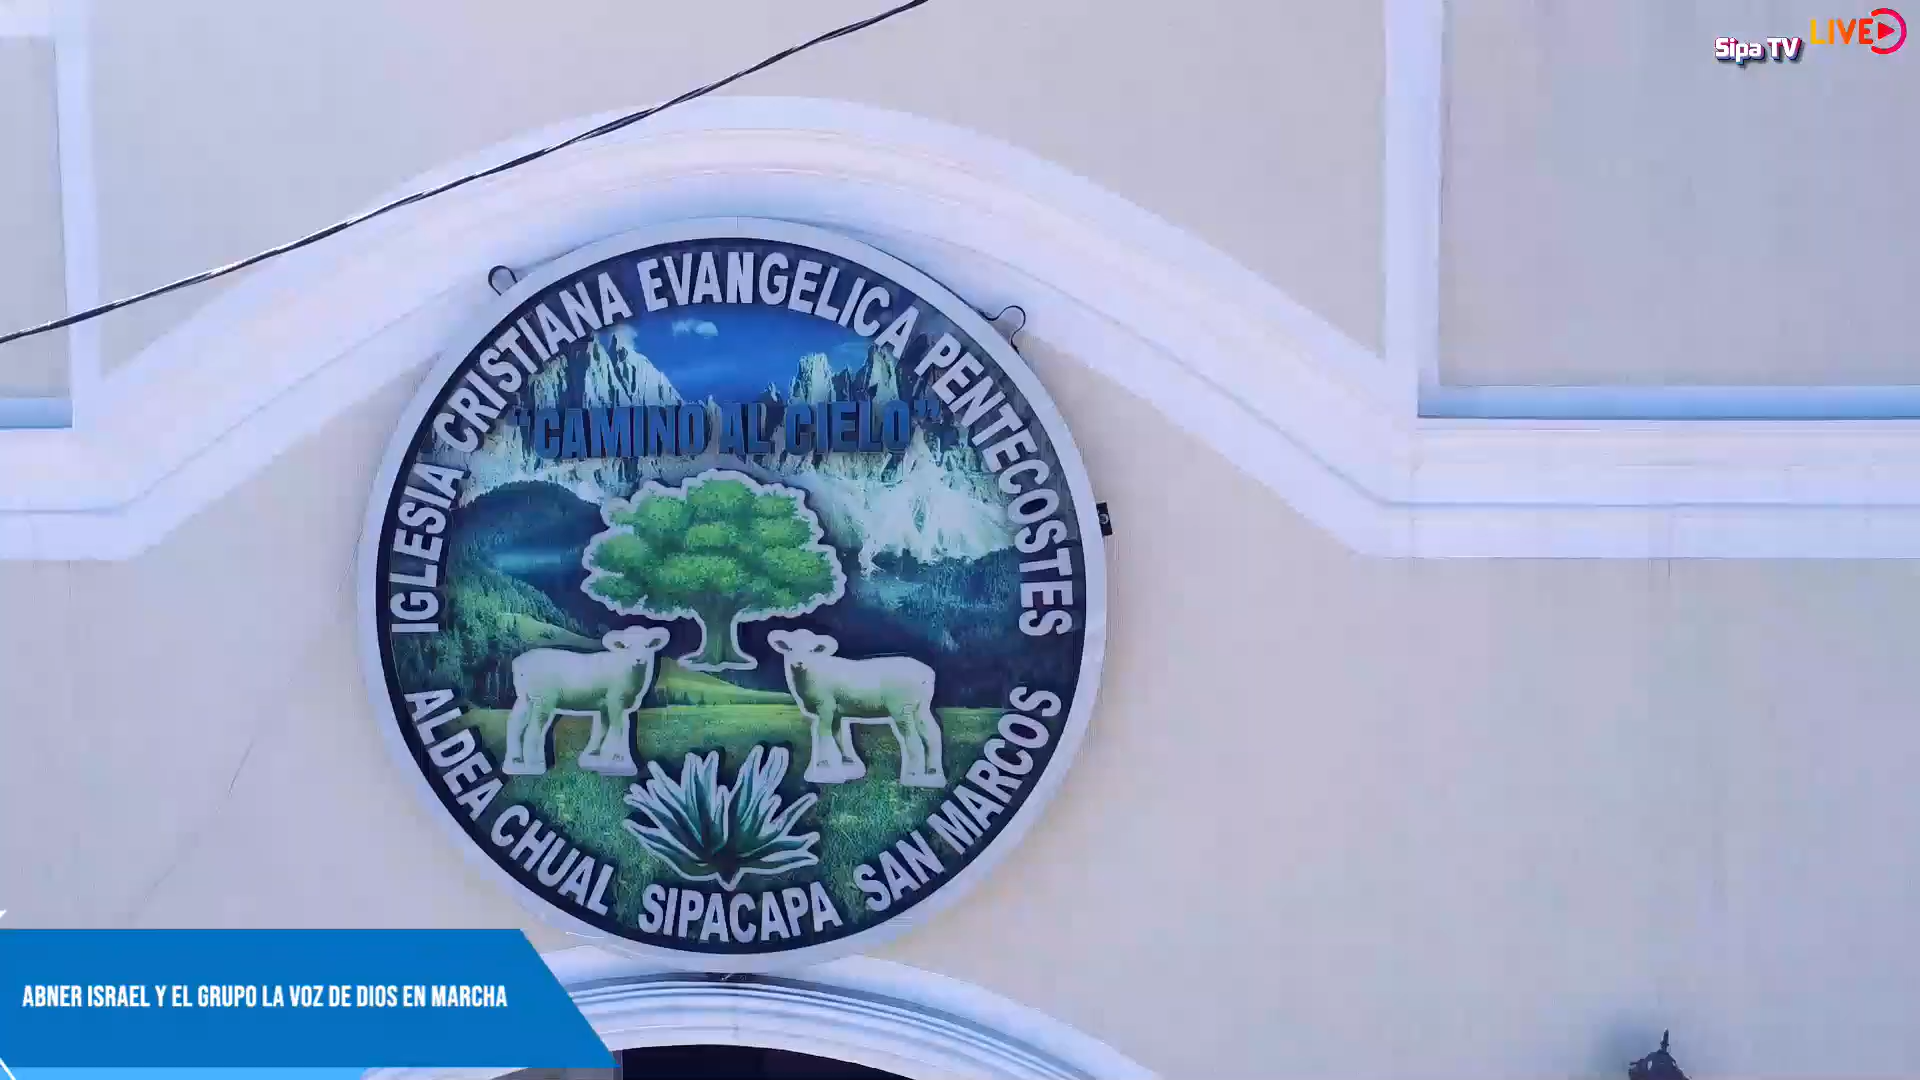 Sipa TV LIVE
IGLESIA CRISTIANA EVANGELICA PENTECOSTES
“CAMINO AL CIELO”
ALDEA CHUAL SIPACAPA SAN MARCOS
ABNER ISRAEL Y EL GRUPO LA VOZ DE DIOS EN MARCHA